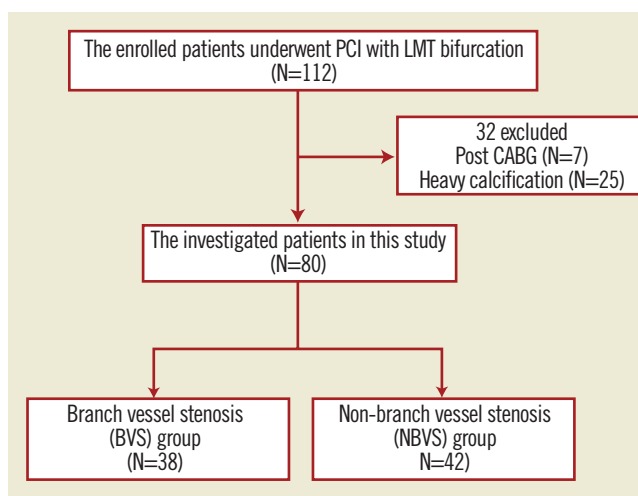 The enrolled patients underwent PCI with LMT bifurcation
(N=112)
32 excluded
Post CABG (N=7)
Heavy calcification (N=25)
The investigated patients in this study
(N=80)
Branch vessel stenosis
(BVS) group
(N=38)
Non-branch vessel stenosis
(NBVS) group
N=42)